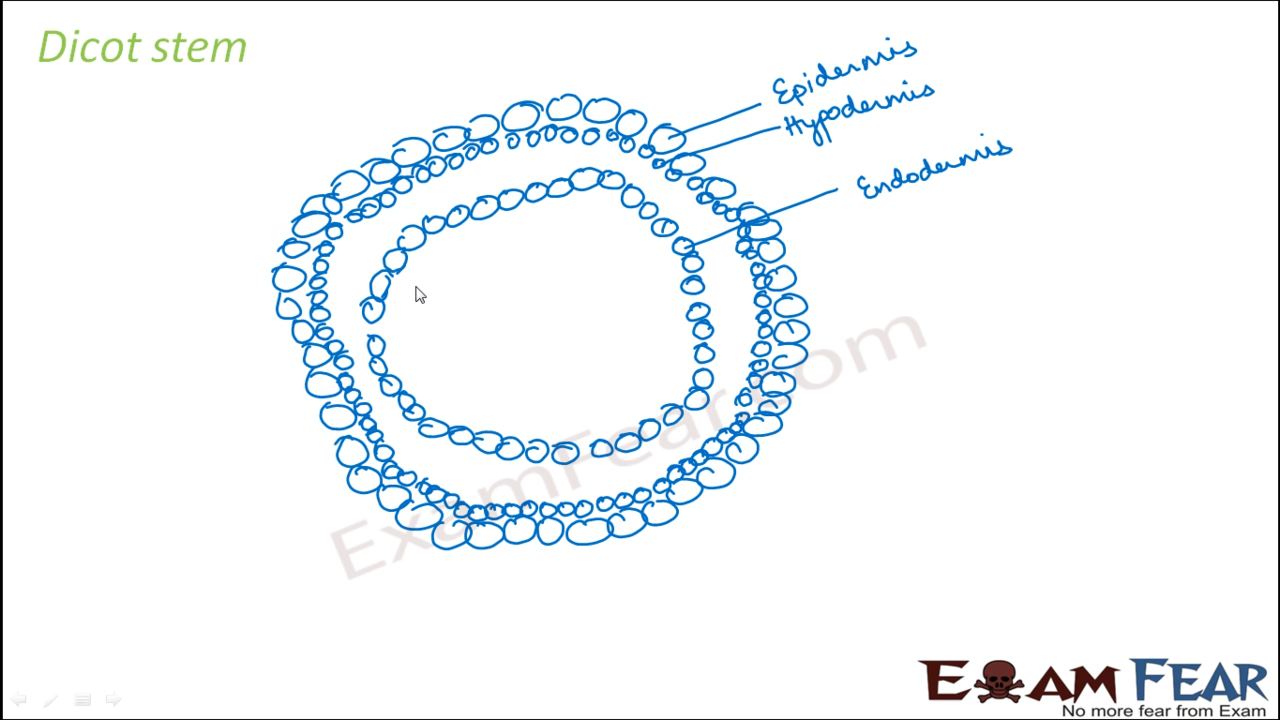 Dicot stem
Epidermis
Hypodermis
Endodermis
ExamFear.com
EXAM FEAR
No more fear from Exam